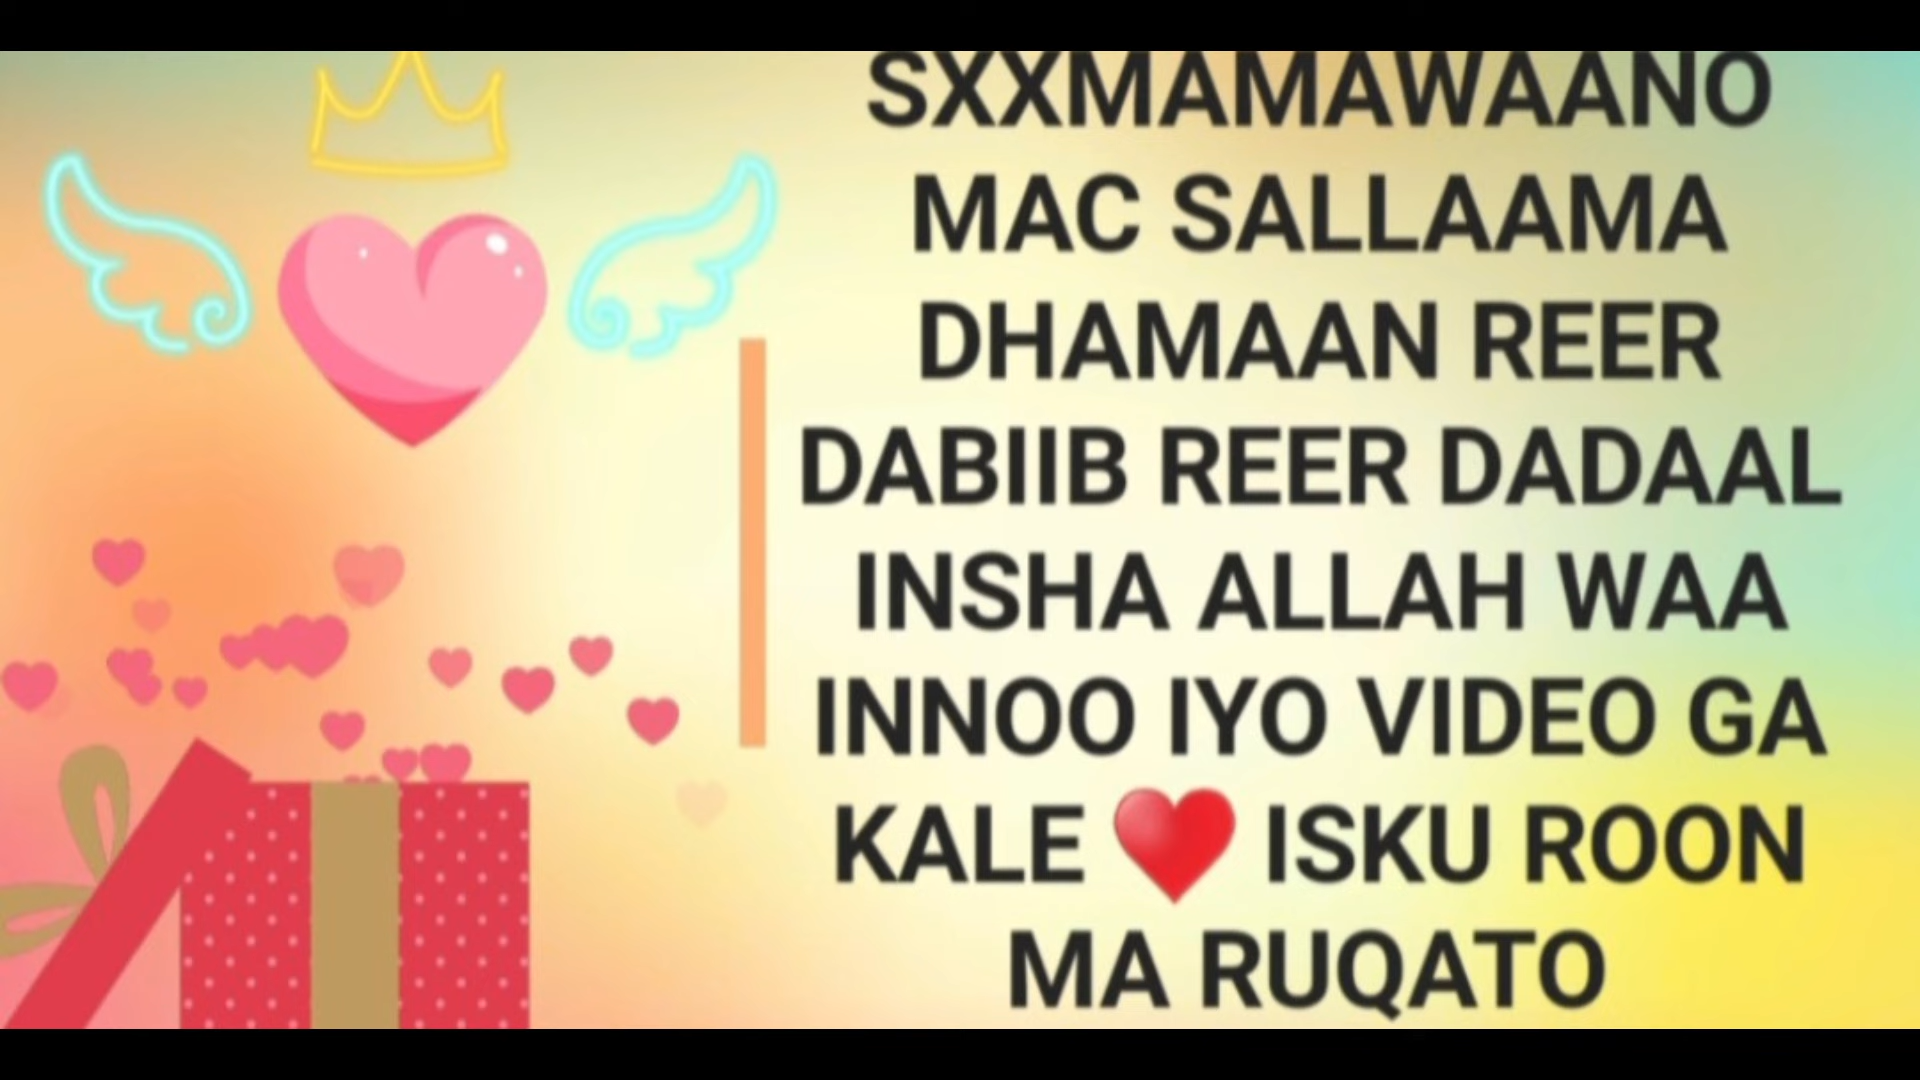 SXXMAMAWAANO
MAC SALLAAMA
DHAMAAN REER
DABIIB REER DADAAL
INSHA ALLAH WAA
INNOO IYO VIDEO GA
KALE ♥️ ISKU ROON
MA RUQATO